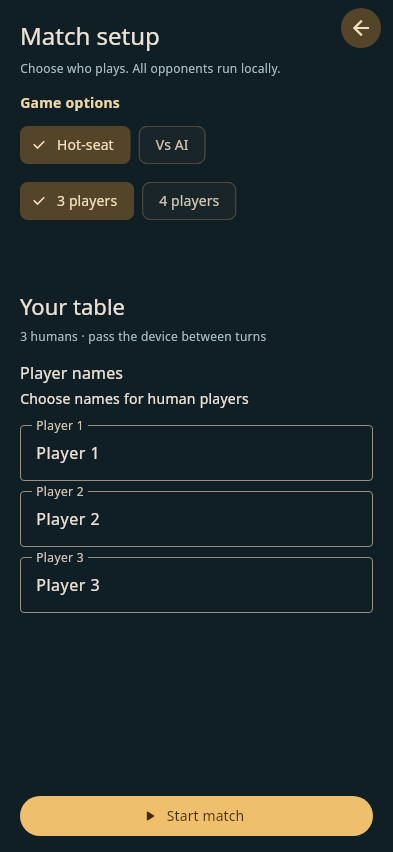 Match setup
Choose who plays. All opponents run locally.
Game options
Hot-seat
Vs AI
3 players
4 players
Your table
3 humans · pass the device between turns
Player names
Choose names for human players
Player 1
Player 1
Player 2
Player 2
Player 3
Player 3
Start match